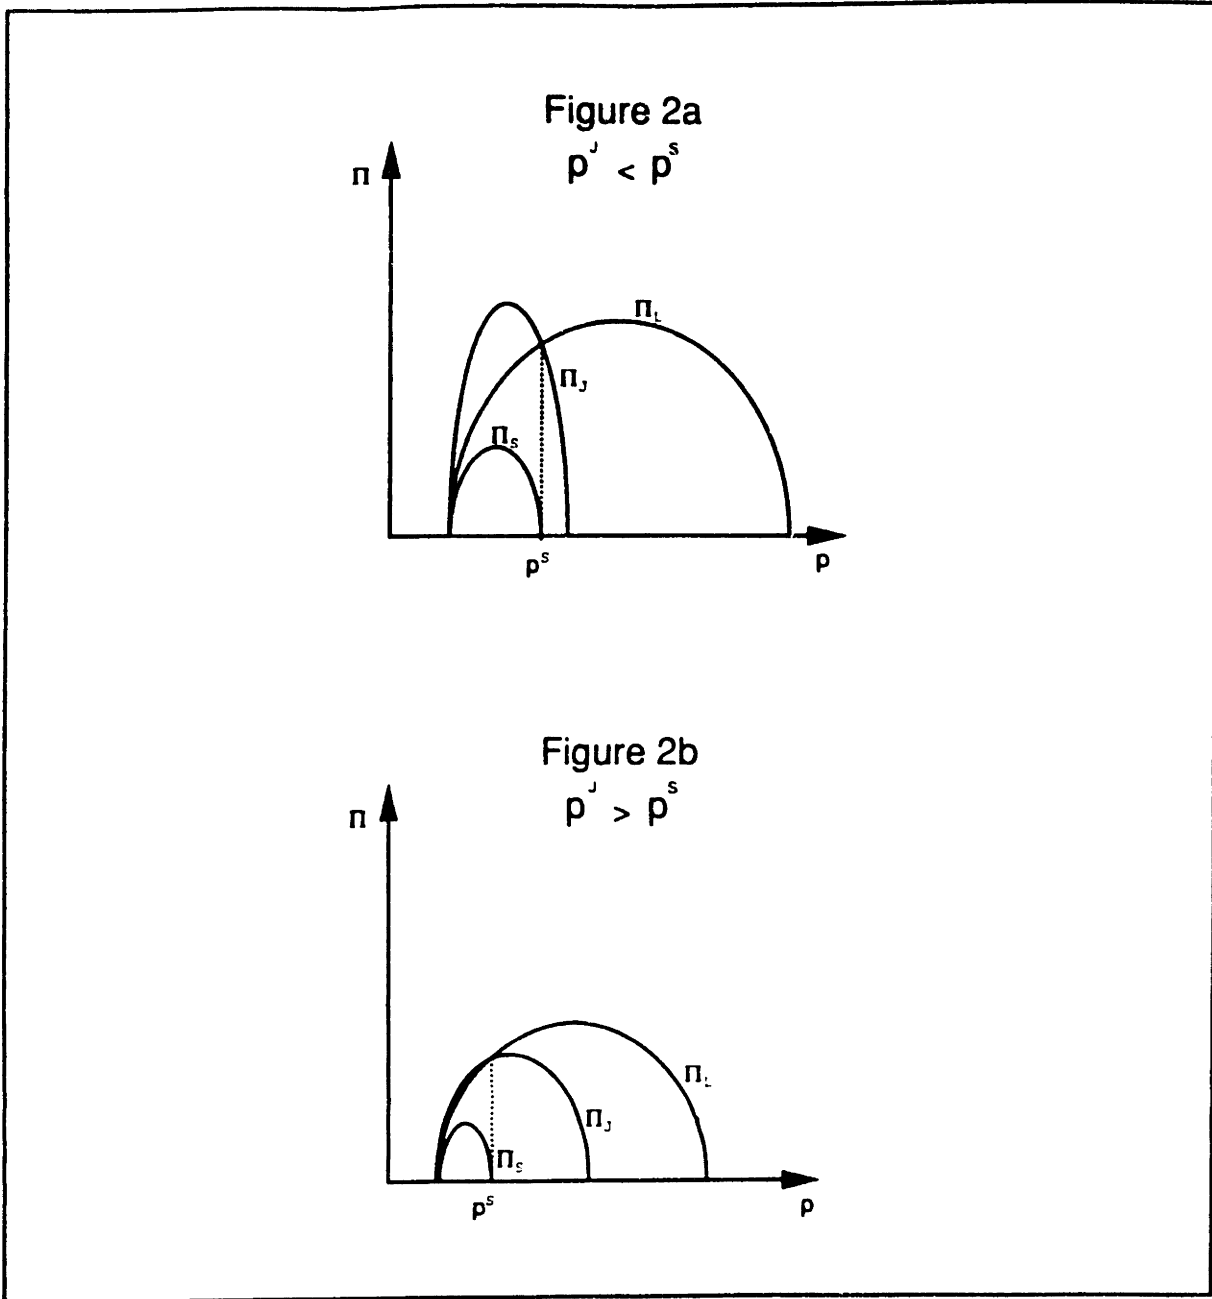 Figure 2a
p^J < p^S
Π
Π_L
Π_J
Π_S
p^S
p
Figure 2b
p^J > p^S
Π
Π_L
Π_J
Π_S
p^S
p